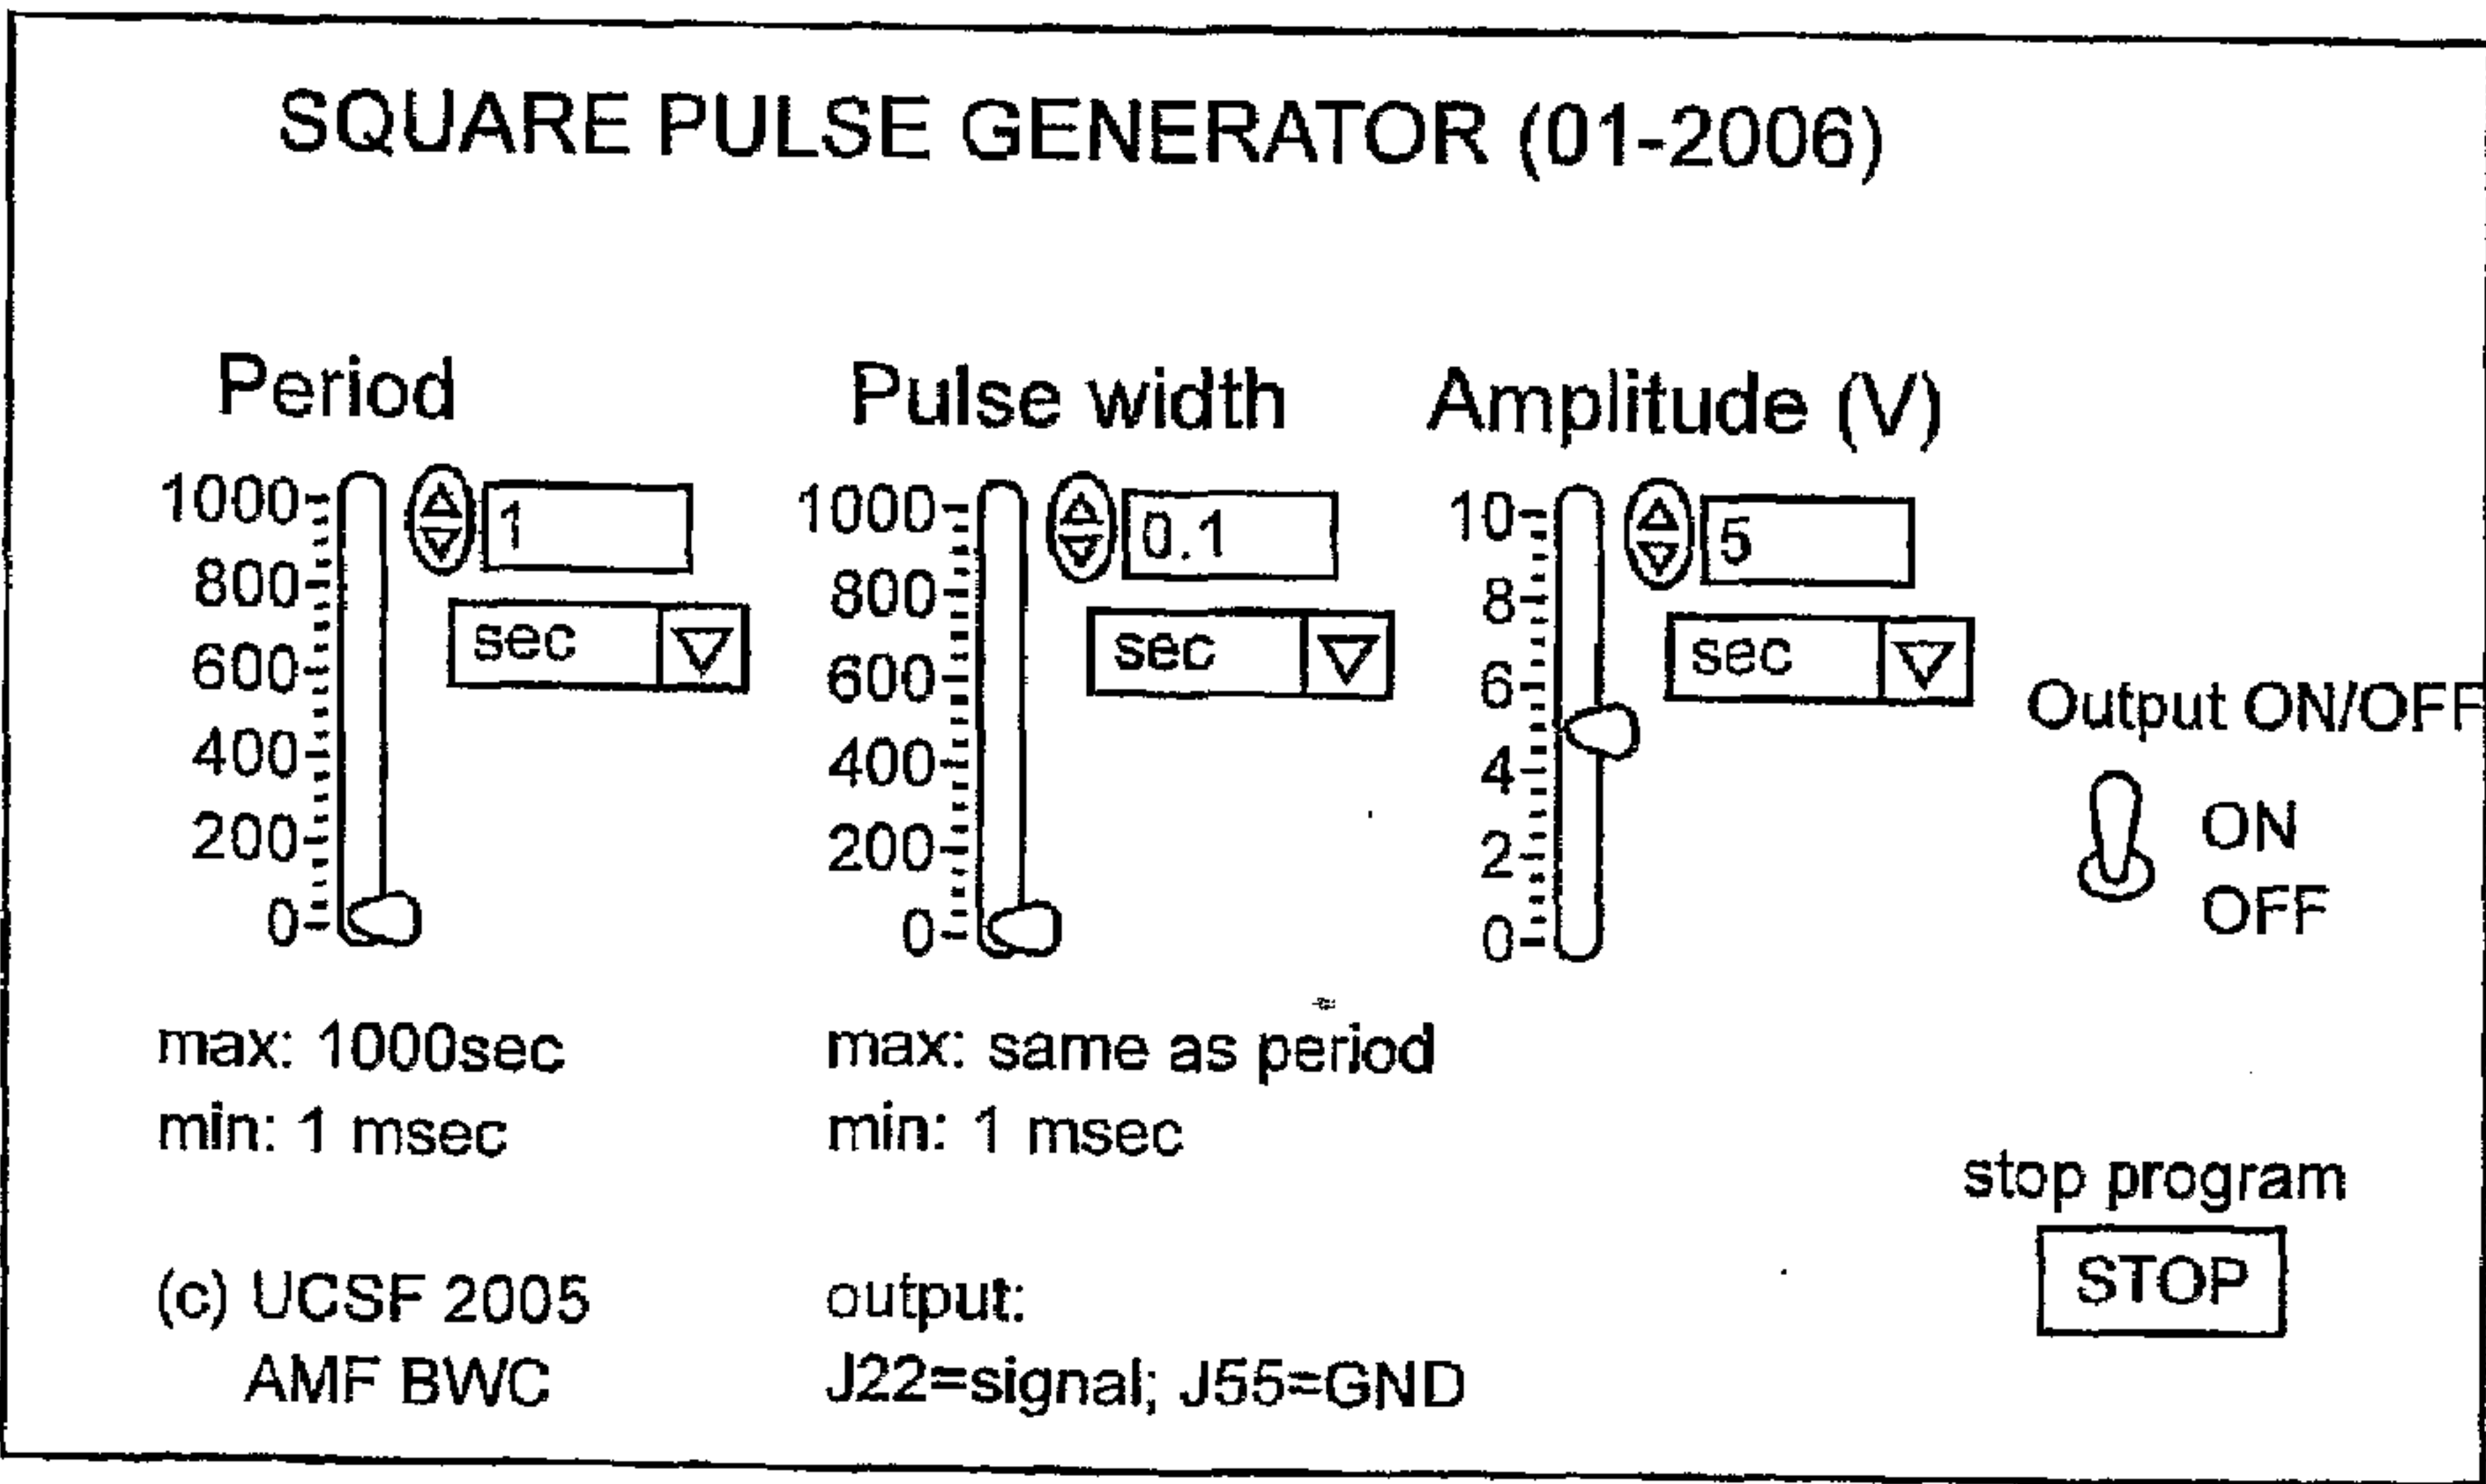 SQUARE PULSE GENERATOR (01-2006)
Period
1000
800
600
400
200
0
1
sec
max: 1000sec
min: 1 msec
Pulse width
1000
800
600
400
200
0
0.1
sec
max: same as period
min: 1 msec
Amplitude (V)
10
8
6
4
2
0
5
sec
Output ON/OFF
ON
OFF
stop program
STOP
(c) UCSF 2005
AMF BWC
output:
J22=signal; J55=GND